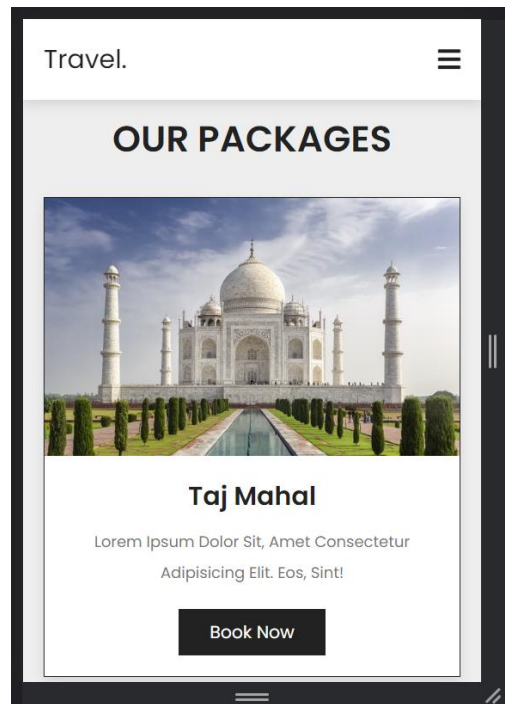 Travel.
OUR PACKAGES
Taj Mahal
Lorem Ipsum Dolor Sit, Amet Consectetur
Adipisicing Elit. Eos, Sint!
Book Now